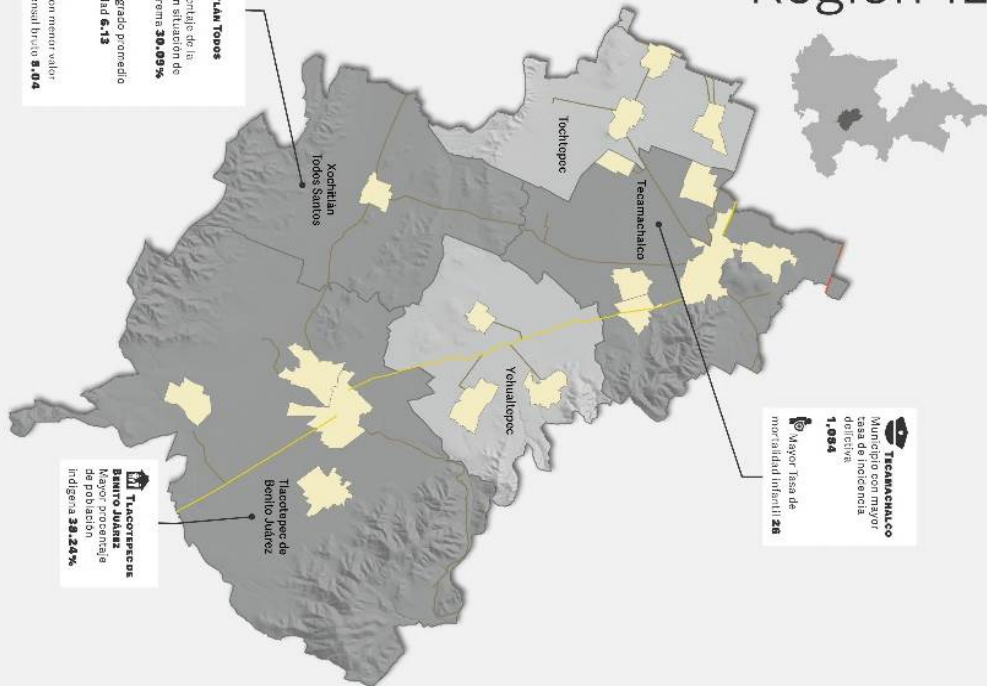 Región 12
LÁN TODOS
ntaje de la
n situación de
rema 30.09%
grado promedio
dad 6.13
on menor valor
ensal bruto 8.04
Xochitlán
Todos Santos
Tochtepec
Tecamachalco
Yehualtepec
Tlacotepec de
Benito Juárez
TECAMACHALCO
Municipio con mayor
tasa de incidencia
delictiva
1,084
Mayor Tasa de
mortalidad infantil 26
TLACOTEPEC DE
BENITO JUÁREZ
Mayor procentaje
de población
indígena 38.24%